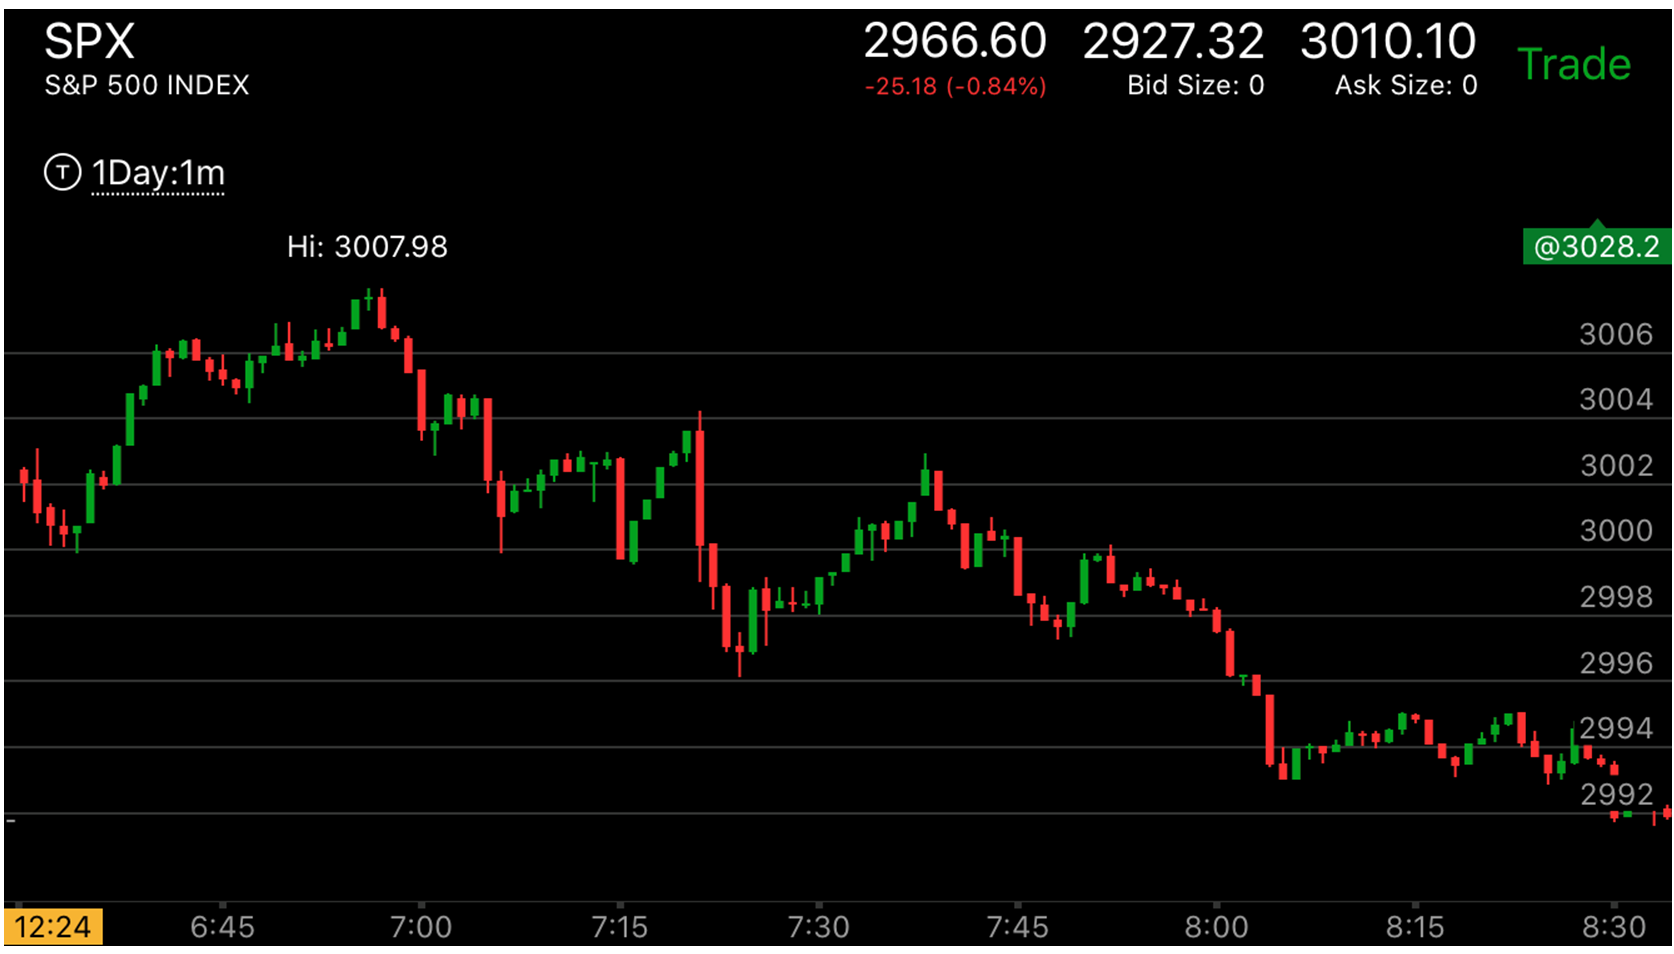 SPX
S&P 500 INDEX
2966.60
-25.18 (-0.84%)
2927.32
Bid Size: 0
3010.10
Ask Size: 0
Trade
T 1Day:1m
Hi: 3007.98
@3028.2
3006
3004
3002
3000
2998
2996
2994
2992
12:24 6:45 7:00 7:15 7:30 7:45 8:00 8:15 8:30